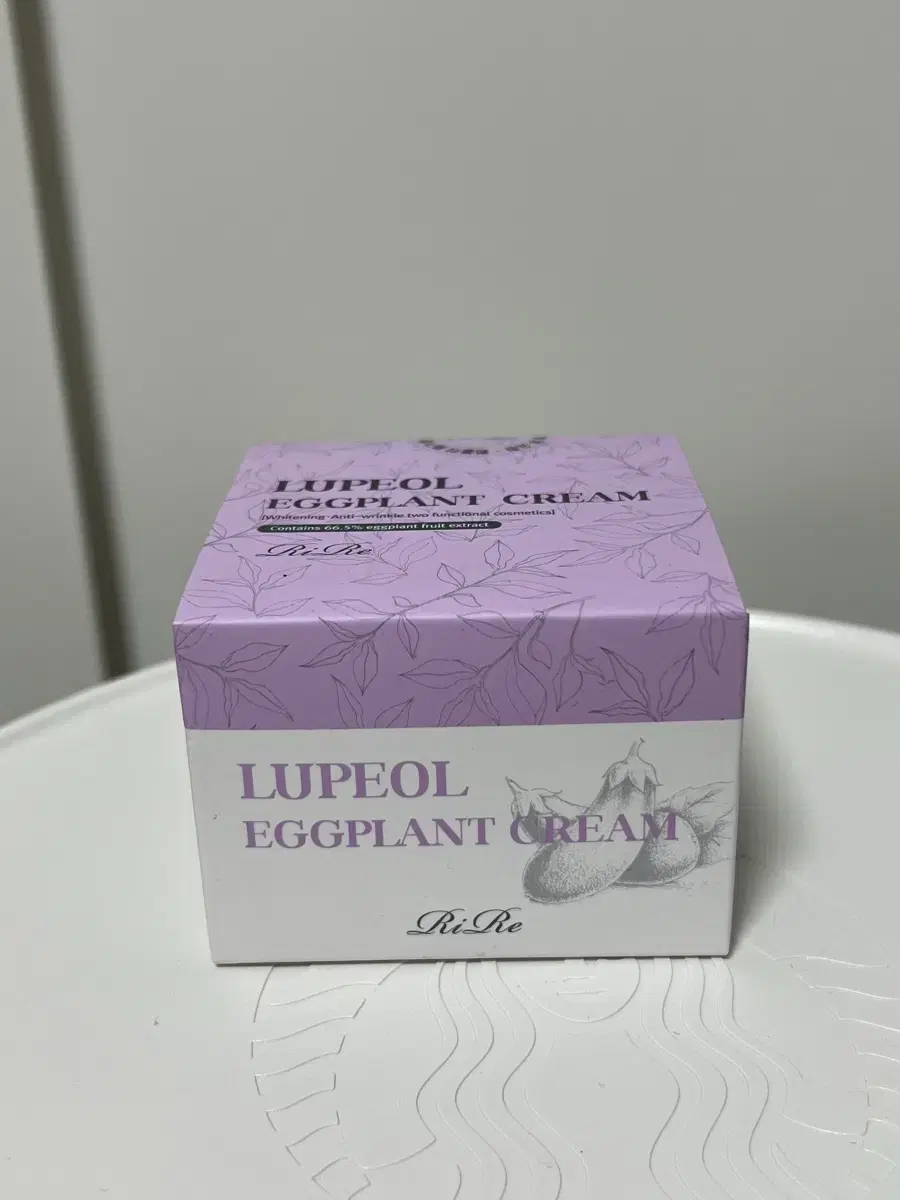 LUPEOL
EGGPLANT CREAM
[Whitening·Anti-wrinkle two functional cosmetics]
Contains 66.5% eggplant fruit extract
RiRe
LUPEOL
EGGPLANT CREAM
RiRe